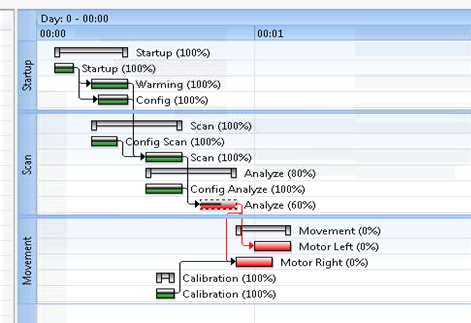 Day: 0 - 00:00
00:00
00:01
Startup
Startup (100%)
Startup (100%)
Warming (100%)
Config (100%)
Scan
Scan (100%)
Config Scan (100%)
Scan (100%)
Analyze (80%)
Config Analyze (100%)
Analyze (60%)
Movement
Movement (0%)
Motor Left (0%)
Motor Right (0%)
Calibration (100%)
Calibration (100%)